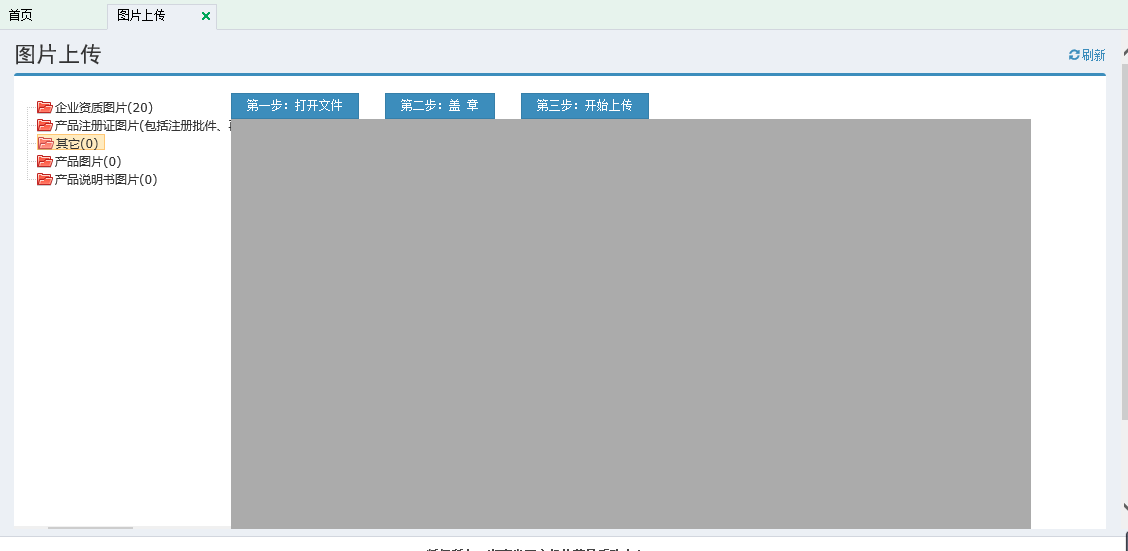 首页
图片上传
图片上传
刷新
企业资质图片(20)
产品注册证图片(包括注册批件、
其它(0)
产品图片(0)
产品说明书图片(0)
第一步：打开文件
第二步：盖 章
第三步：开始上传